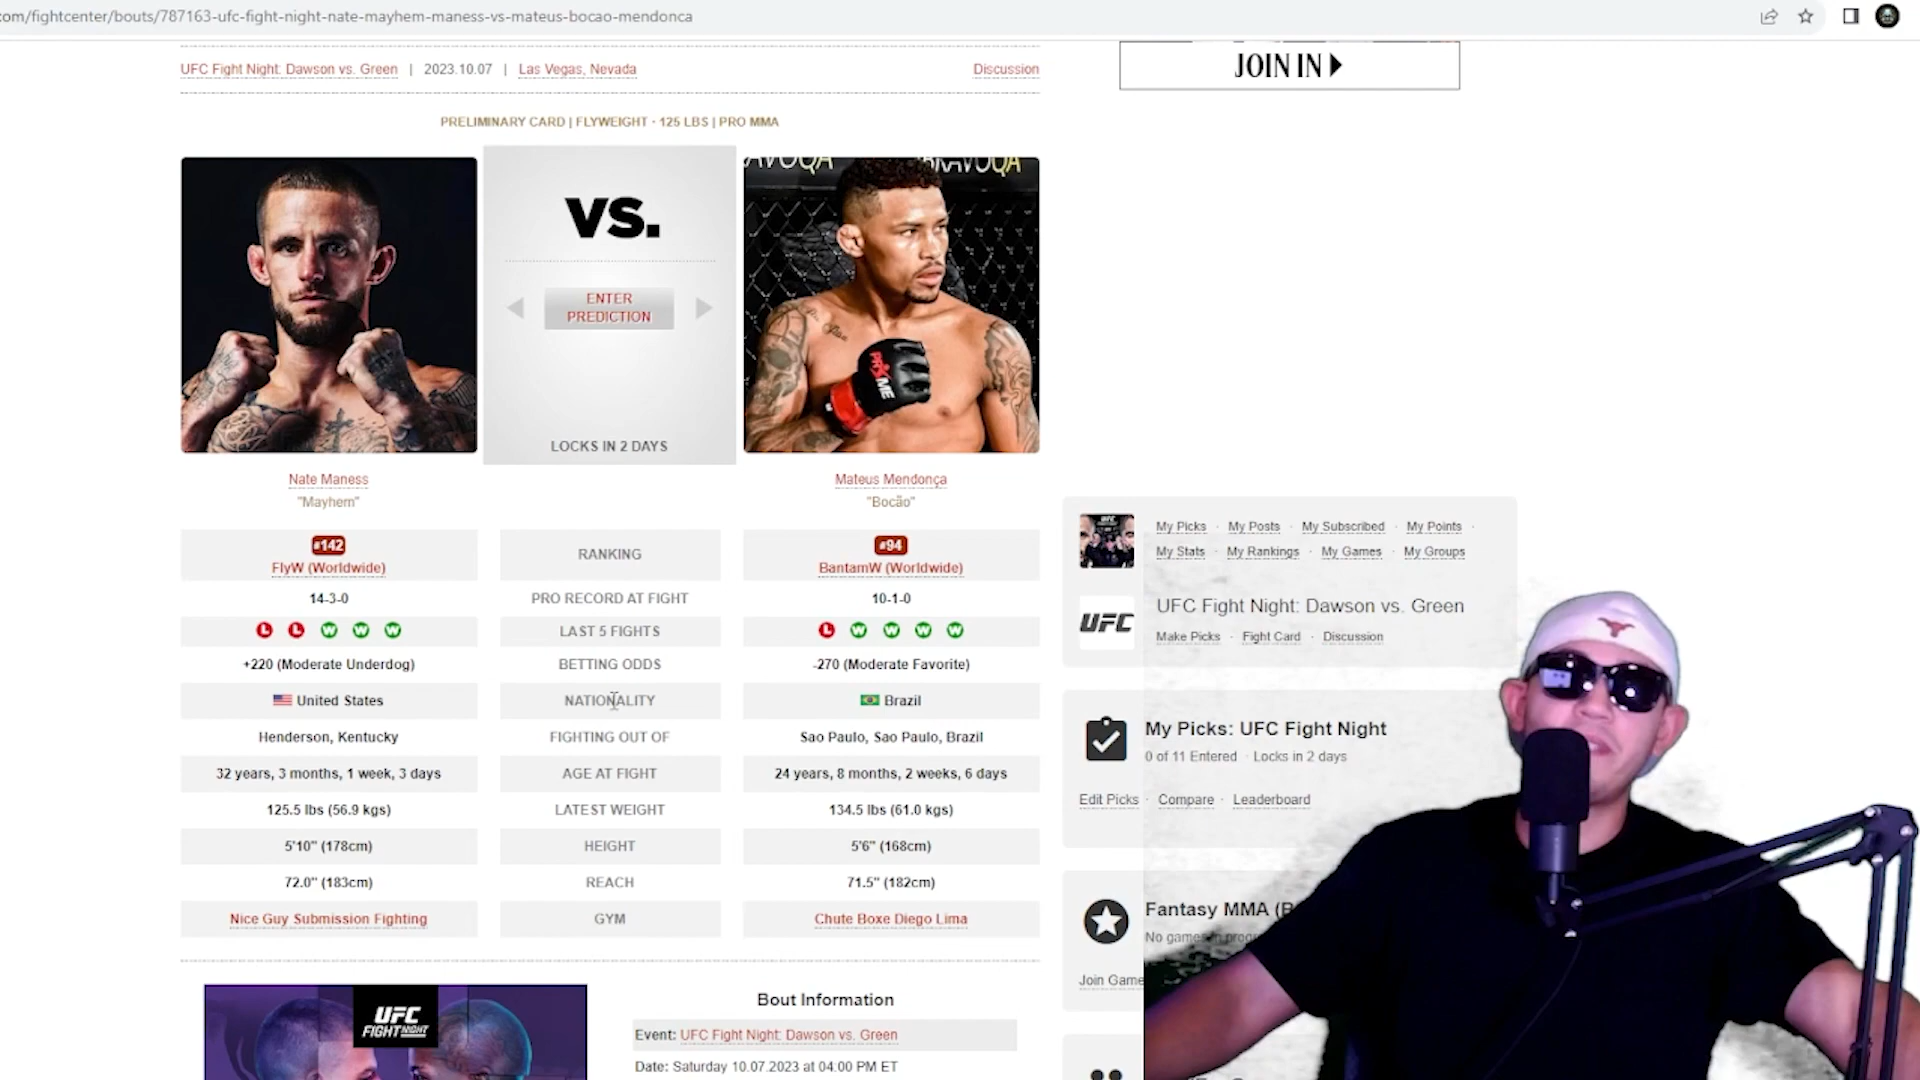 com/fightcenter/bouts/787163-ufc-fight-night-nate-mayhem-maness-vs-mateus-bocao-mendonca
UFC Fight Night: Dawson vs. Green | 2023.10.07 | Las Vegas, Nevada
Discussion
JOIN IN
PRELIMINARY CARD | FLYWEIGHT · 125 LBS | PRO MMA
VS.
ENTER
PREDICTION
LOCKS IN 2 DAYS
Nate Maness
"Mayhem"
Mateus Mendonça
"Bocão"
#142
FlyW (Worldwide)
RANKING
#94
BantamW (Worldwide)
14-3-0 PRO RECORD AT FIGHT 10-1-0
L L W W W LAST 5 FIGHTS L W W W W
+220 (Moderate Underdog) BETTING ODDS -270 (Moderate Favorite)
United States NATIONALITY Brazil
Henderson, Kentucky FIGHTING OUT OF Sao Paulo, Sao Paulo, Brazil
32 years, 3 months, 1 week, 3 days AGE AT FIGHT 24 years, 8 months, 2 weeks, 6 days
125.5 lbs (56.9 kgs) LATEST WEIGHT 134.5 lbs (61.0 kgs)
5'10" (178cm) HEIGHT 5'6" (168cm)
72.0" (183cm) REACH 71.5" (182cm)
Nice Guy Submission Fighting GYM Chute Boxe Diego Lima
UFC
FIGHT NIGHT
Bout Information
Event: UFC Fight Night: Dawson vs. Green
Date: Saturday 10.07.2023 at 04:00 PM ET
My Picks · My Posts · My Subscribed · My Points ·
My Stats · My Rankings · My Games · My Groups
UFC
UFC Fight Night: Dawson vs. Green
Make Picks · Fight Card · Discussion
My Picks: UFC Fight Night
0 of 11 Entered · Locks in 2 days
Edit Picks · Compare · Leaderboard
Fantasy MMA
No games in
Join Game